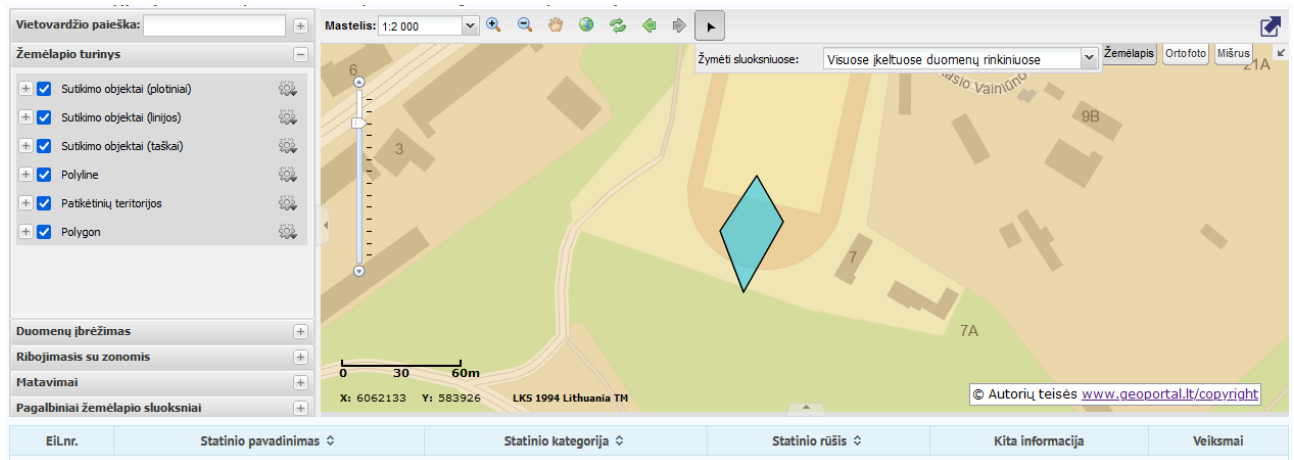 Vietovardžio paieška:
Mastelis: 1:2 000
Žemėlapio turinys
Žymėti sluoksniuose: Visuose įkeltuose duomenų rinkiniuose
Žemėlapis Ortofoto Mišrus
21A
Sutikimo objektai (plotiniai)
Sutikimo objektai (linijos)
Sutikimo objektai (taškai)
Polyline
Patikėtinių teritorijos
Polygon
6
3
Vainiūno
9B
7
7A
Duomenų įbrėžimas
Ribojimasis su zonomis
Matavimai
Pagalbiniai žemėlapio sluoksniai
0 30 60m
X: 6062133 Y: 583926 LKS 1994 Lithuania TM
© Autorių teisės www.geoportal.lt/copyright
Eil.nr. Statinio pavadinimas Statinio kategorija Statinio rūšis Kita informacija Veiksmai